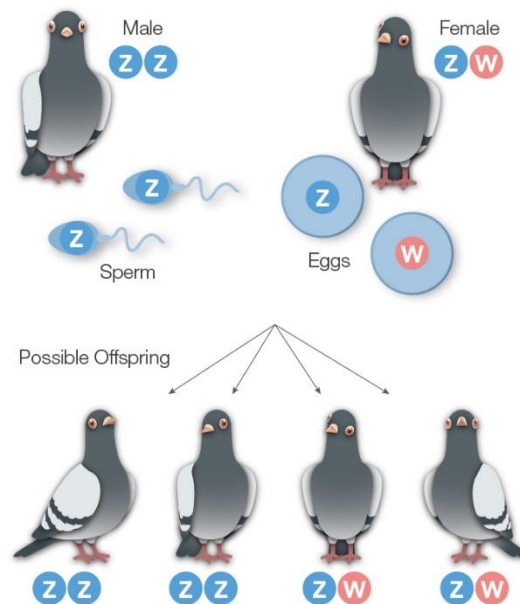 Male
Female
Z Z
Z W
Z
Z
Z
Sperm
Eggs
W
Possible Offspring
Z Z
Z Z
Z W
Z W